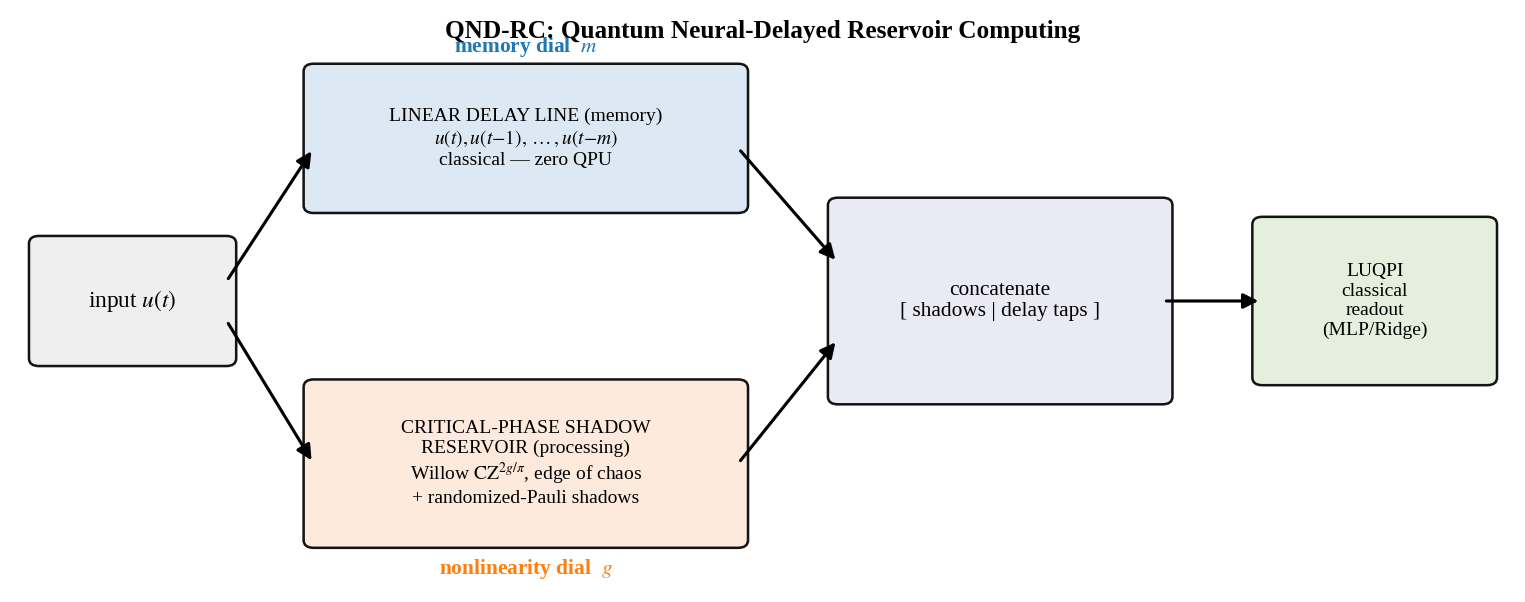 QND-RC: Quantum Neural-Delayed Reservoir Computing
memory dial m
LINEAR DELAY LINE (memory)
u(t), u(t−1), …, u(t−m)
classical — zero QPU
input u(t)
concatenate
[ shadows | delay taps ]
LUQPI
classical
readout
(MLP/Ridge)
CRITICAL-PHASE SHADOW
RESERVOIR (processing)
Willow CZ^{2g/π}, edge of chaos
+ randomized-Pauli shadows
nonlinearity dial g